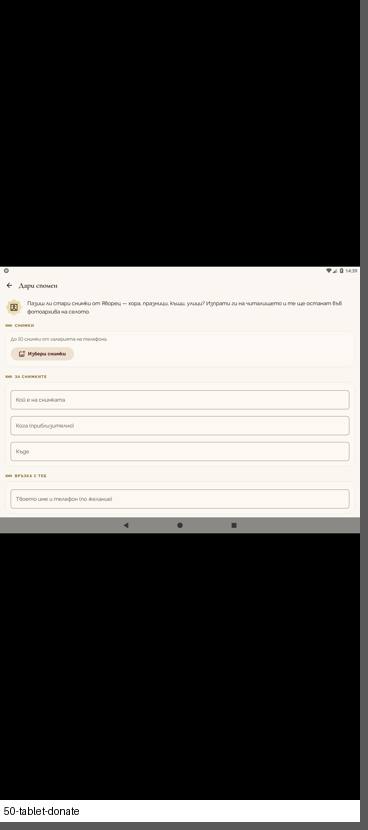 14:39
Дари спомен
Пазиш ли стари снимки от Яворец — хора, празници, къщи, улици? Изпрати ги на читалището и те ще останат във
фотоархива на селото.
СНИМКИ
До 10 снимки от галерията на телефона.
Избери снимки
ЗА СНИМКИТЕ
Кой е на снимката
Кога (приблизително)
Къде
ВРЪЗКА С ТЕБ
Твоето име и телефон (по желание)
50-tablet-donate